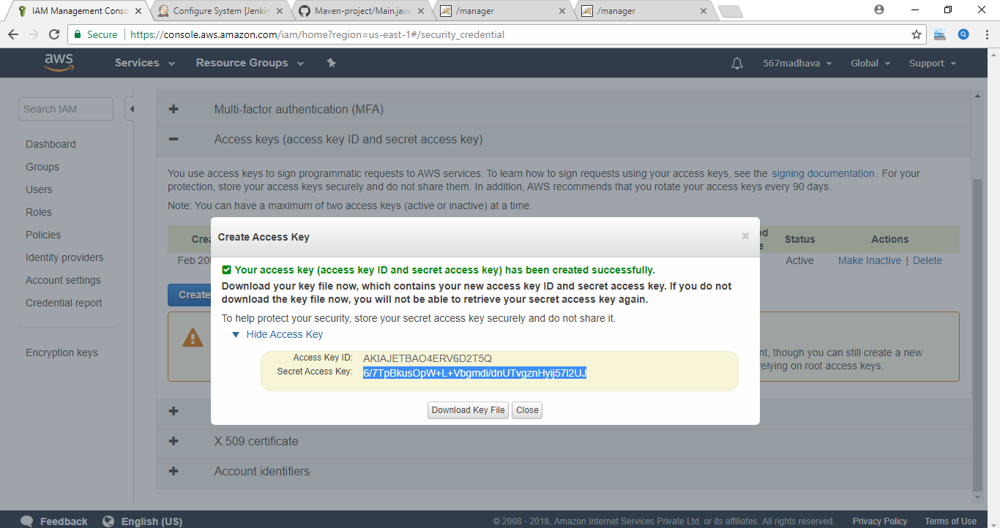 IAM Management Consc
Configure System [Jenkin
Maven-project/Main.java
/manager
/manager
Secure
https://console.aws.amazon.com/iam/home?region=us-east-1#/security_credential
aws
Services
Resource Groups
567madhava
Global
Support
Search IAM
Dashboard
Groups
Users
Roles
Policies
Identity providers
Account settings
Credential report
Encryption keys
Multi-factor authentication (MFA)
Access keys (access key ID and secret access key)
You use access keys to sign programmatic requests to AWS services. To learn how to sign requests using your access keys, see the signing documentation. For your
protection, store your access keys securely and do not share them. In addition, AWS recommends that you rotate your access keys every 90 days.
Note: You can have a maximum of two access keys (active or inactive) at a time.
Status
Actions
Feb
Active
Make Inactive | Delete
Create
Create Access Key
Your access key (access key ID and secret access key) has been created successfully.
Download your key file now, which contains your new access key ID and secret access key. If you do not
download the key file now, you will not be able to retrieve your secret access key again.
To help protect your security, store your secret access key securely and do not share it.
Hide Access Key
Access Key ID: AKIAJETBAO4ERV6D2T5Q
Secret Access Key:
Download Key File
Close
though you can still create a new
relying on root access keys.
X.509 certificate
Account identifiers
Feedback
English (US)
© 2008 - 2018, Amazon Internet Services Private Ltd. or its affiliates. All rights reserved.
Privacy Policy
Terms of Use